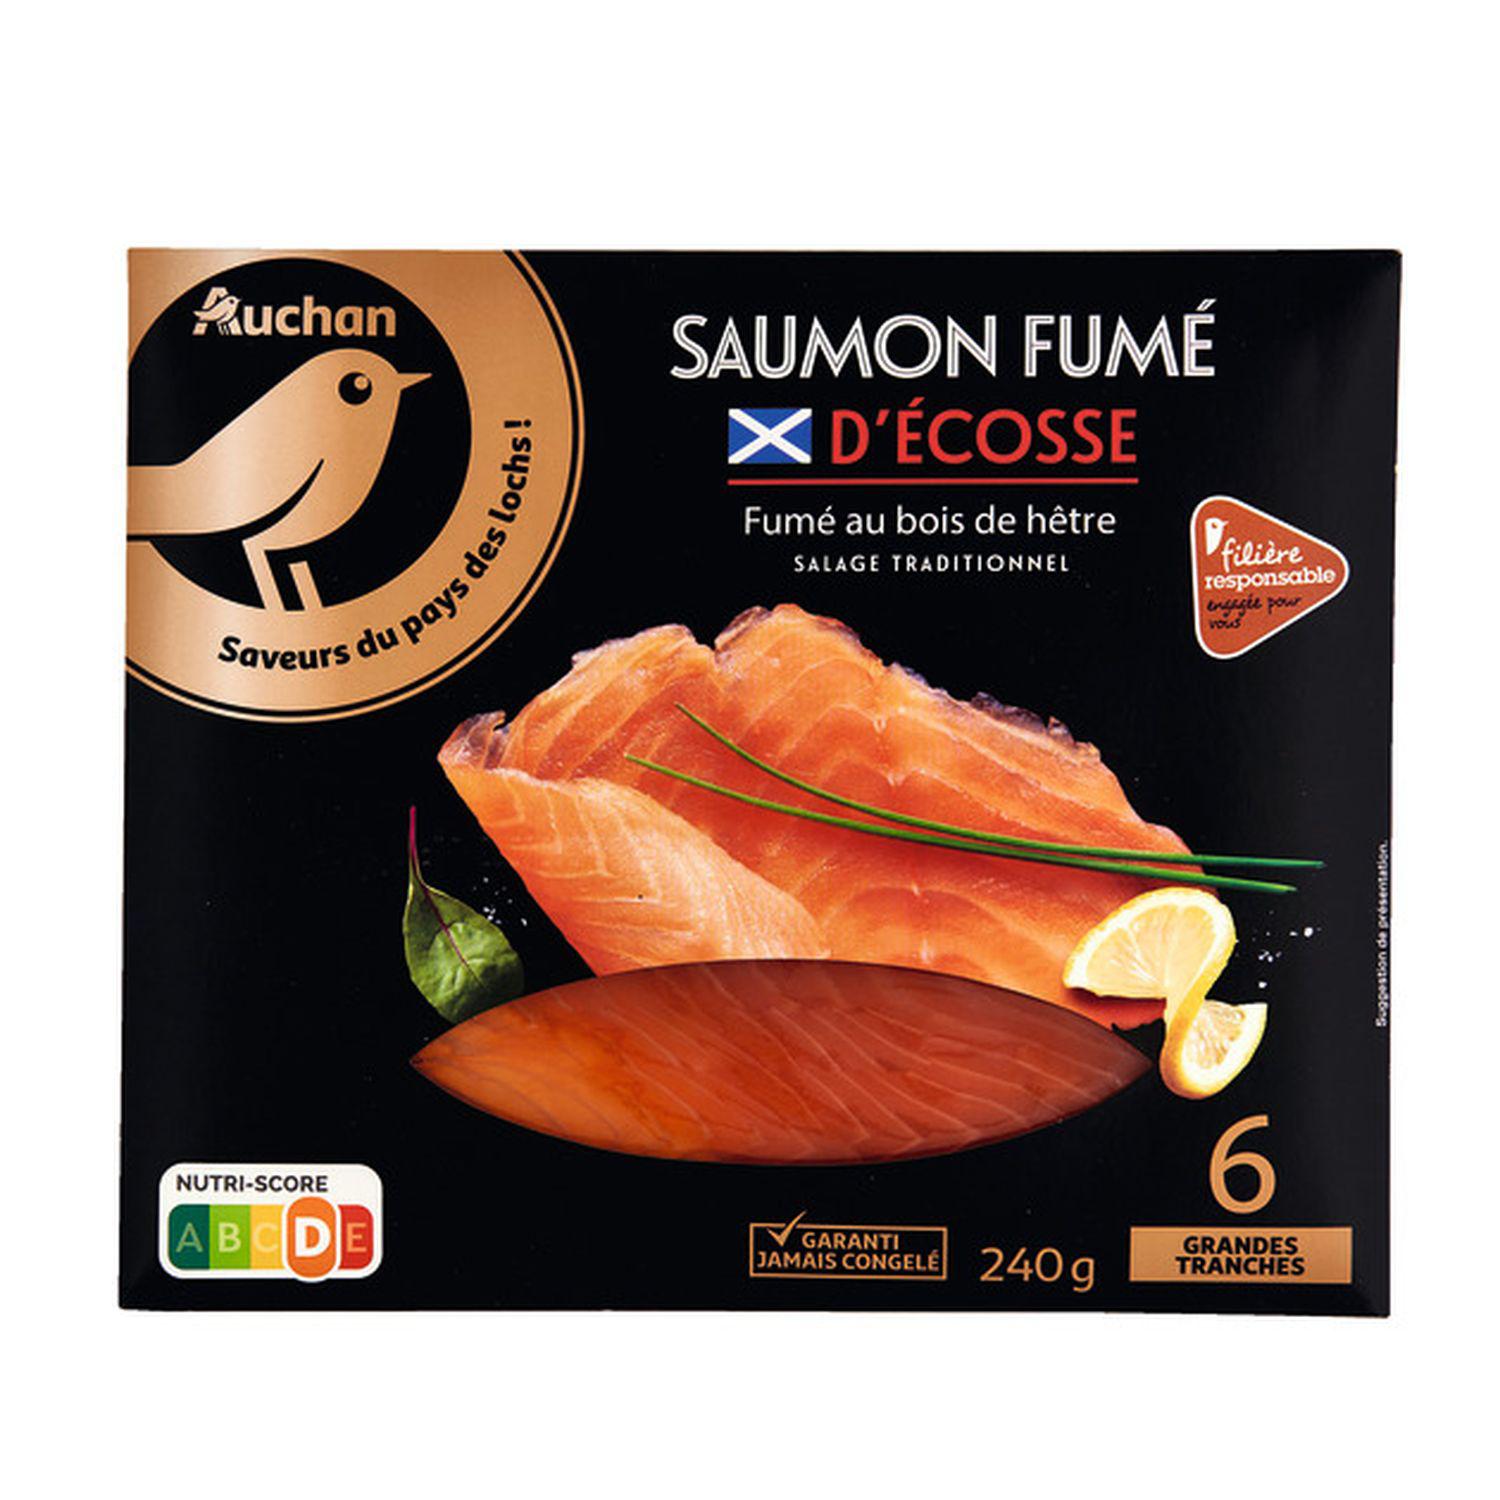 Auchan
Saveurs du pays des lochs !
SAUMON FUMÉ
D'ÉCOSSE
Fumé au bois de hêtre
SALAGE TRADITIONNEL
filière
responsable
engagée pour
vous
Suggestion de présentation.
NUTRI-SCORE
A B C D E
GARANTI
JAMAIS CONGELÉ
240g
6
GRANDES
TRANCHES